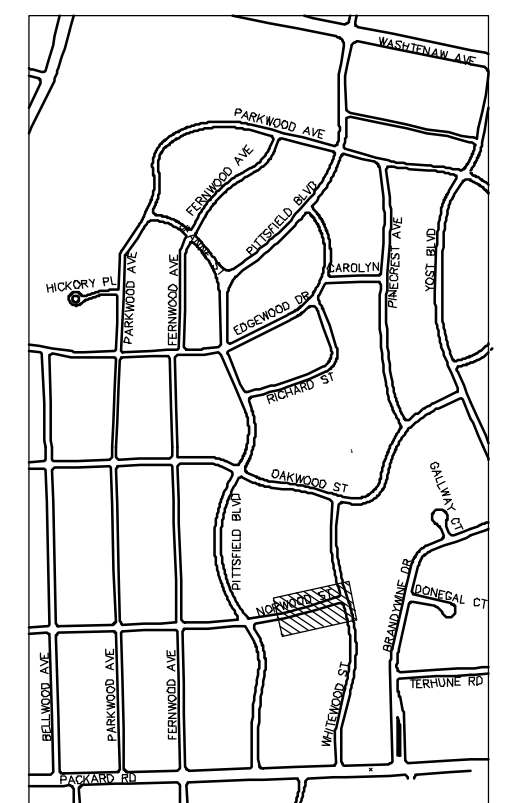 WASHTENAW AVE
PARKWOOD AVE
FERNWOOD AVE
PITTSFIELD BLVD
PINECREST AVE
YOST BLVD
CAROLYN
HICKORY PL
PARKWOOD AVE
FERNWOOD AVE
EDGEWOOD DR
RICHARD ST
OAKWOOD ST
GALLWAY CT
PITTSFIELD BLVD
NORWOOD ST
BRANDYWINE DR
DONEGAL CT
TERHUNE RD
BELLWOOD AVE
PARKWOOD AVE
FERNWOOD AVE
WHITEWOOD ST
PACKARD RD